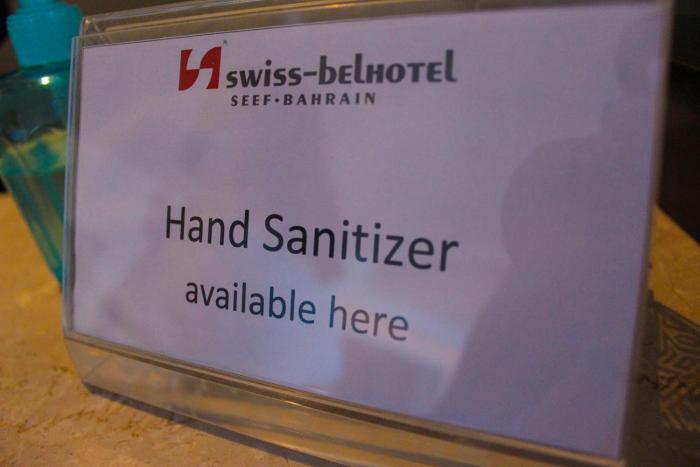 swiss-belHOTEL
SEEF•BAHRAIN
Hand Sanitizer
available here